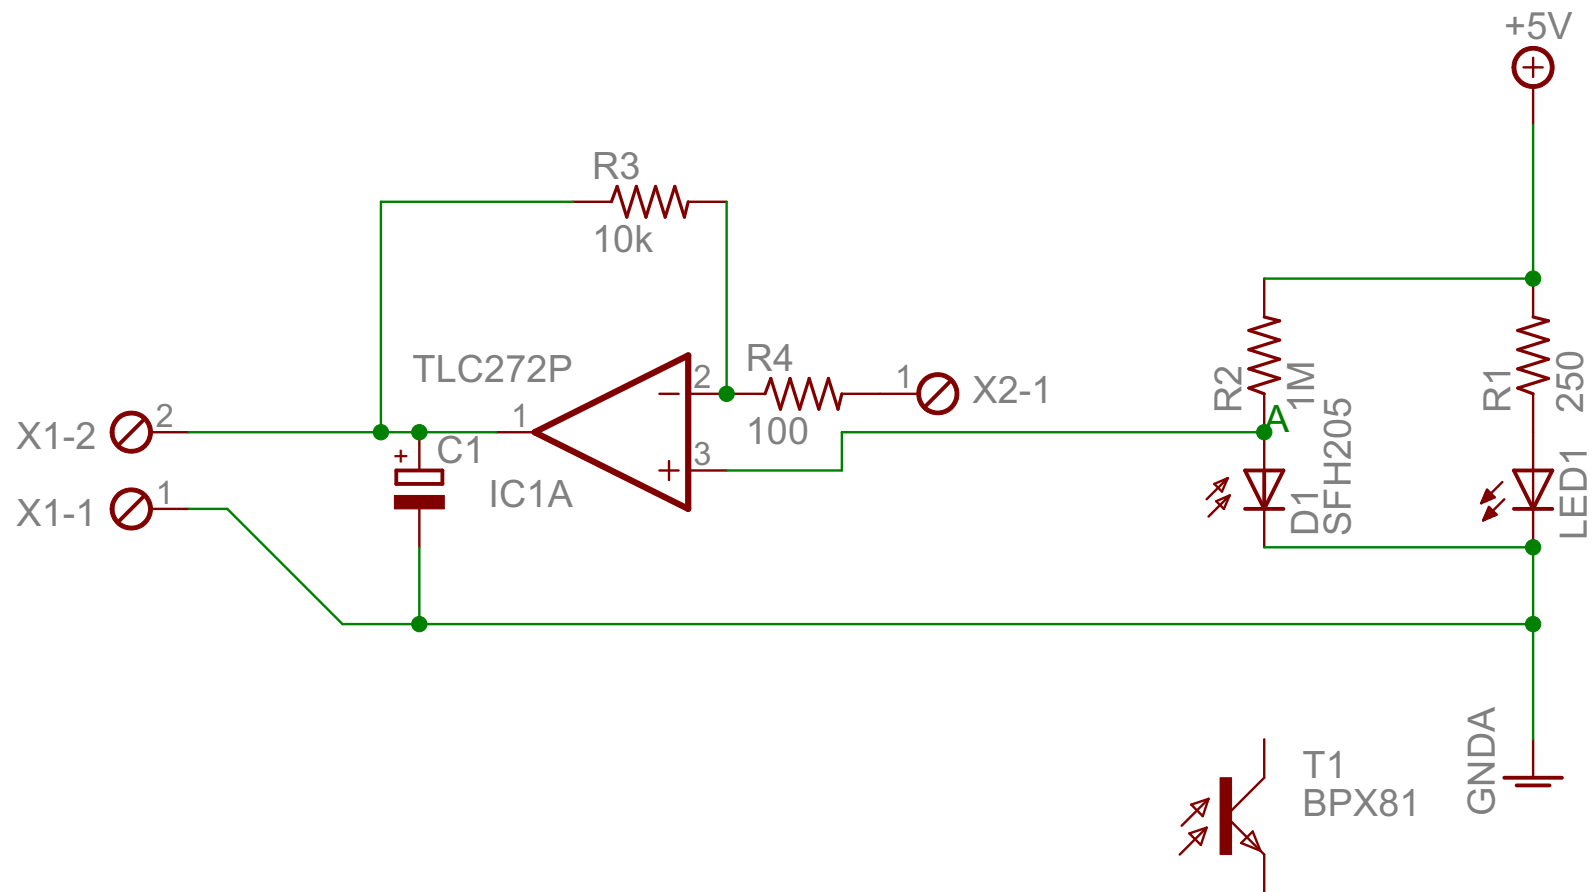 +5V
R3
10k
TLC272P
2
R4
1
X2-1
100
1
3
IC1A
X1-2
2
C1
+
X1-1
1
R2
1M
A
D1
SFH205
R1
250
LED1
T1
BPX81
GNDA